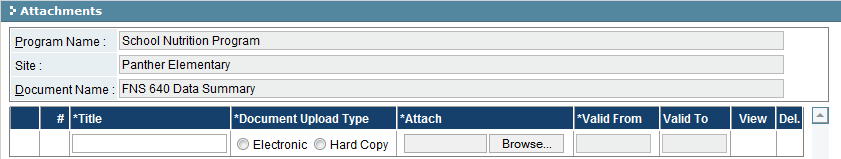 Attachments
Program Name : School Nutrition Program
Site : Panther Elementary
Document Name : FNS 640 Data Summary
# *Title *Document Upload Type *Attach *Valid From Valid To View Del.
Electronic Hard Copy Browse...